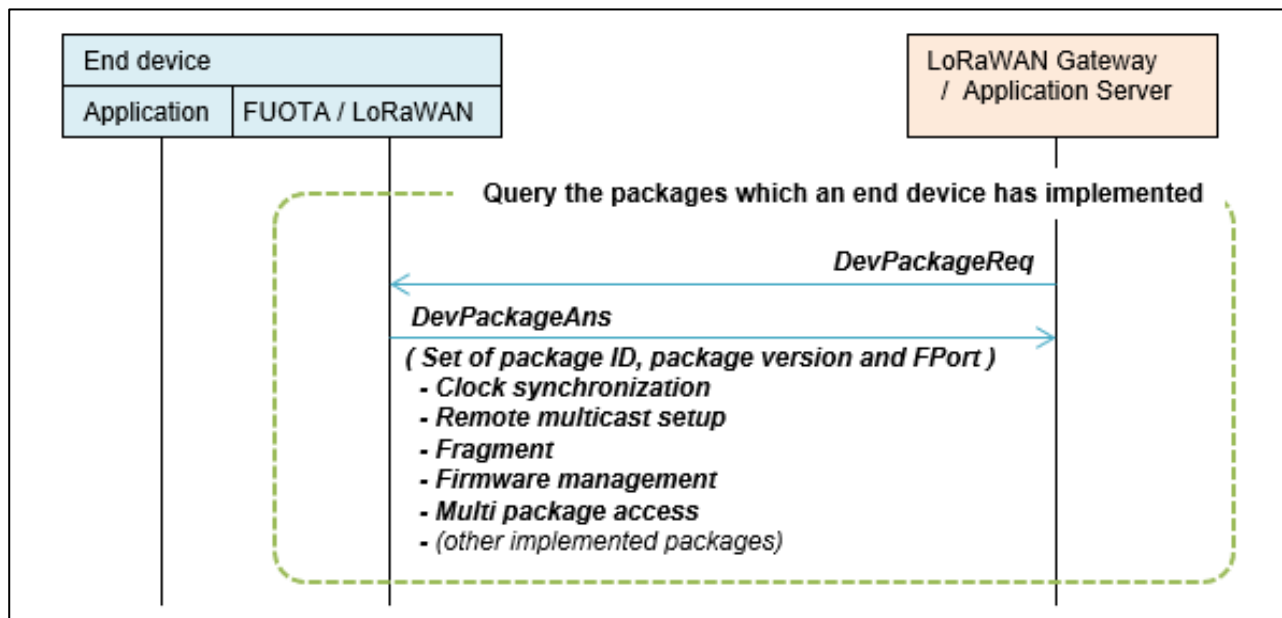 End device
Application
FUOTA / LoRaWAN
LoRaWAN Gateway
/ Application Server
Query the packages which an end device has implemented
DevPackageReq
DevPackageAns
( Set of package ID, package version and FPort )
- Clock synchronization
- Remote multicast setup
- Fragment
- Firmware management
- Multi package access
- (other implemented packages)